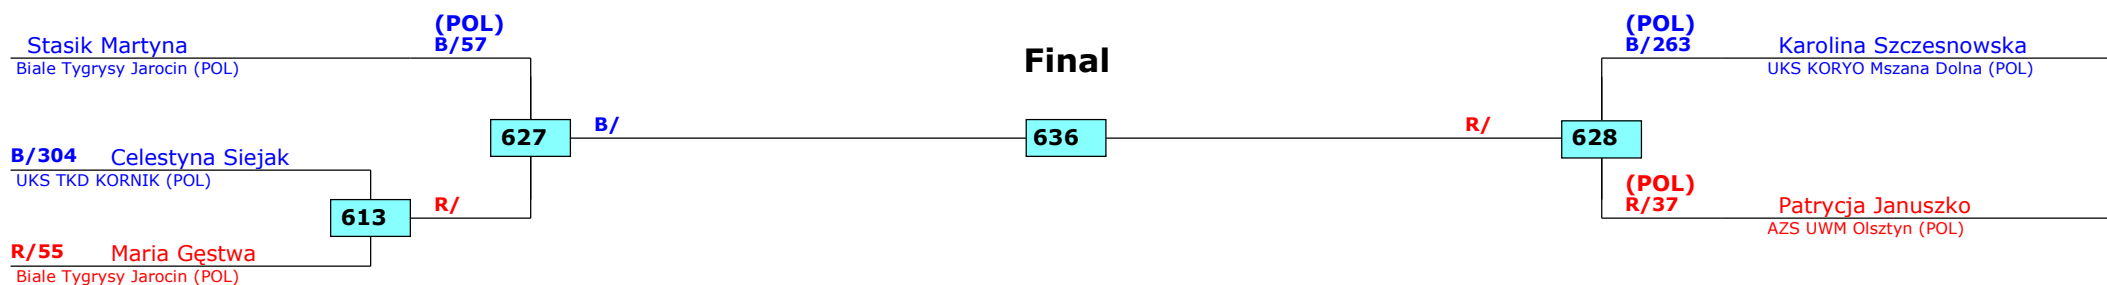 (POL)
Stasik Martyna B/57
Biale Tygrysy Jarocin (POL)
Final
(POL)
B/263 Karolina Szczesnowska
UKS KORYO Mszana Dolna (POL)
627 B/ 636 R/ 628
B/304 Celestyna Siejak
UKS TKD KORNIK (POL)
613 R/
(POL)
R/37 Patrycja Januszko
AZS UWM Olsztyn (POL)
R/55 Maria Gęstwa
Biale Tygrysy Jarocin (POL)